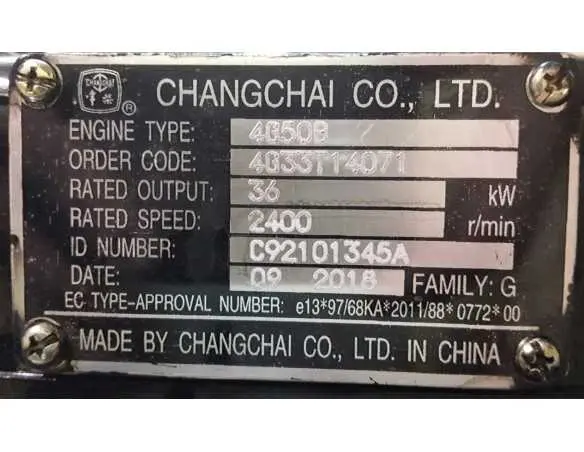 CHANGCHAI CO., LTD.
ENGINE TYPE: 4G50B
ORDER CODE: 4G33T14071
RATED OUTPUT: 36 kW
RATED SPEED: 2400 r/min
ID NUMBER: C92101345A
DATE: 09 2018 FAMILY: G
EC TYPE-APPROVAL NUMBER: e13*97/68KA*2011/88*0772*00
MADE BY CHANGCHAI CO., LTD. IN CHINA